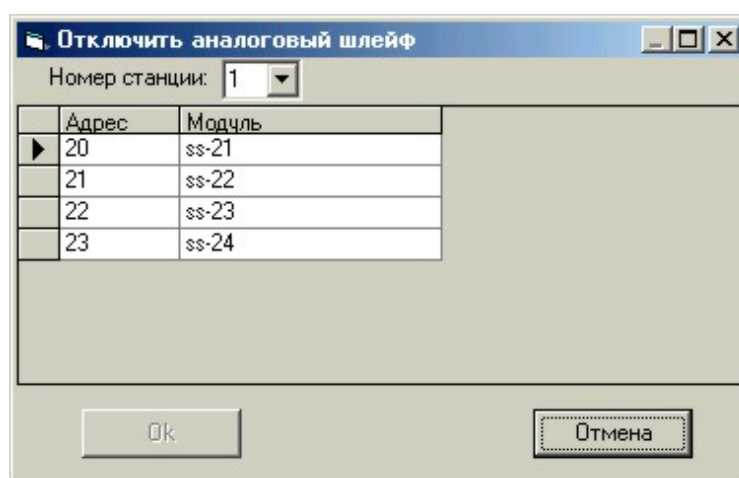 Отключить аналоговый шлейф
Номер станции: 1
Адрес Модуль
20 ss-21
21 ss-22
22 ss-23
23 ss-24
Ok Отмена